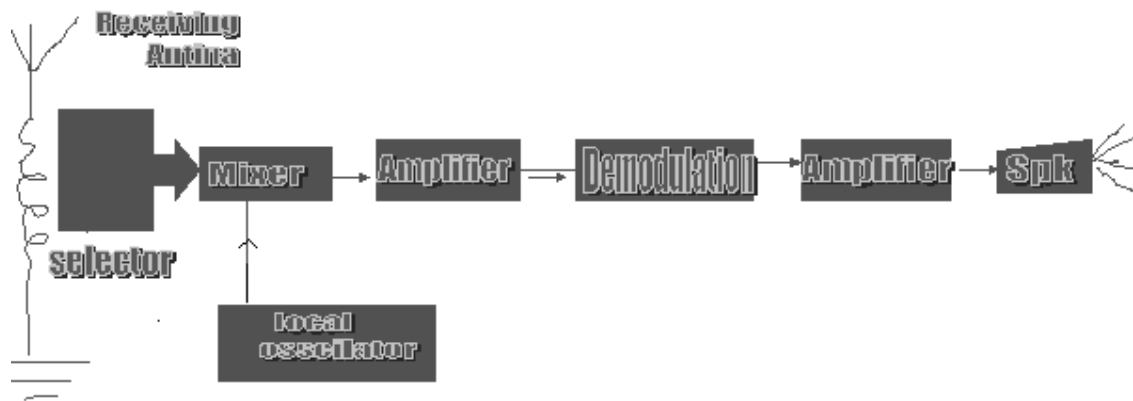 Receiving
Antina
selector
Mixer
Amplifier
Demodulation
Amplifier
Spk
local
osscilator